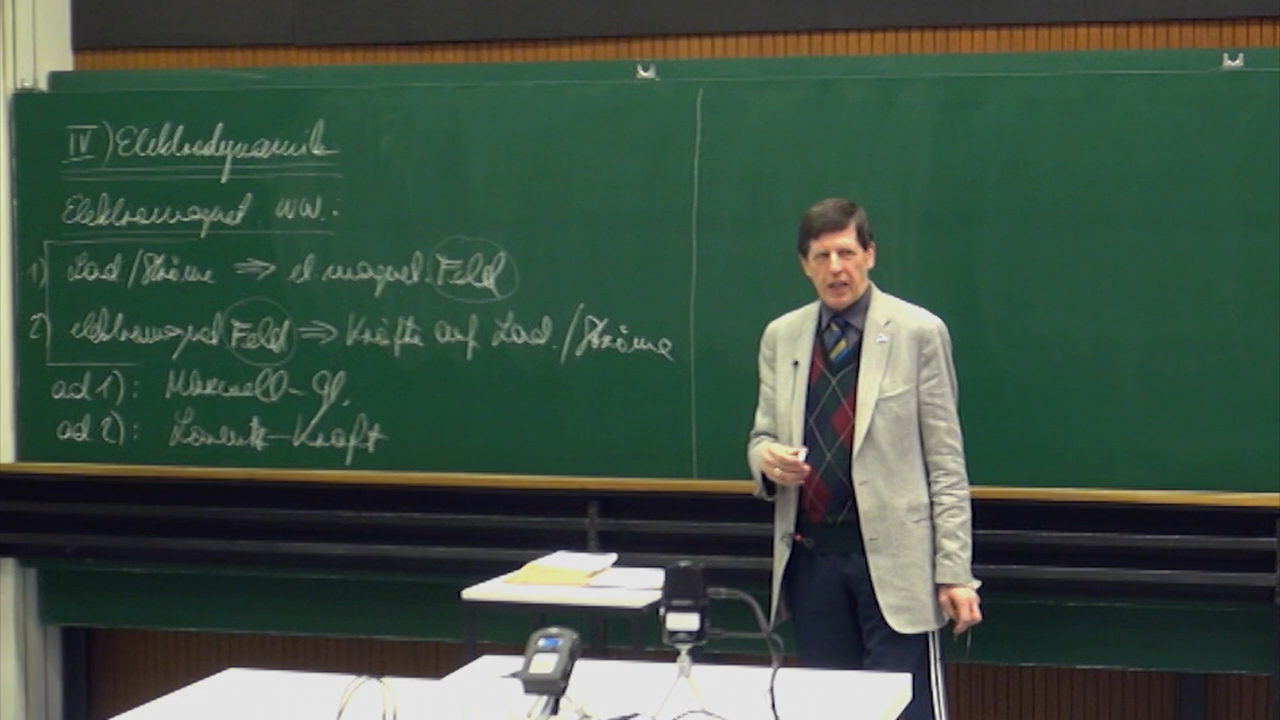 IV) Elektrodynamik
Elektromagnet. WW.:
1) Lad/Ströme ⇒ el.magnet. Feld
2) elektromagnet Feld ⇒ Kräfte auf Lad./Ströme
ad 1): Maxwell-Gl.
ad 2): Lorentz-Kraft